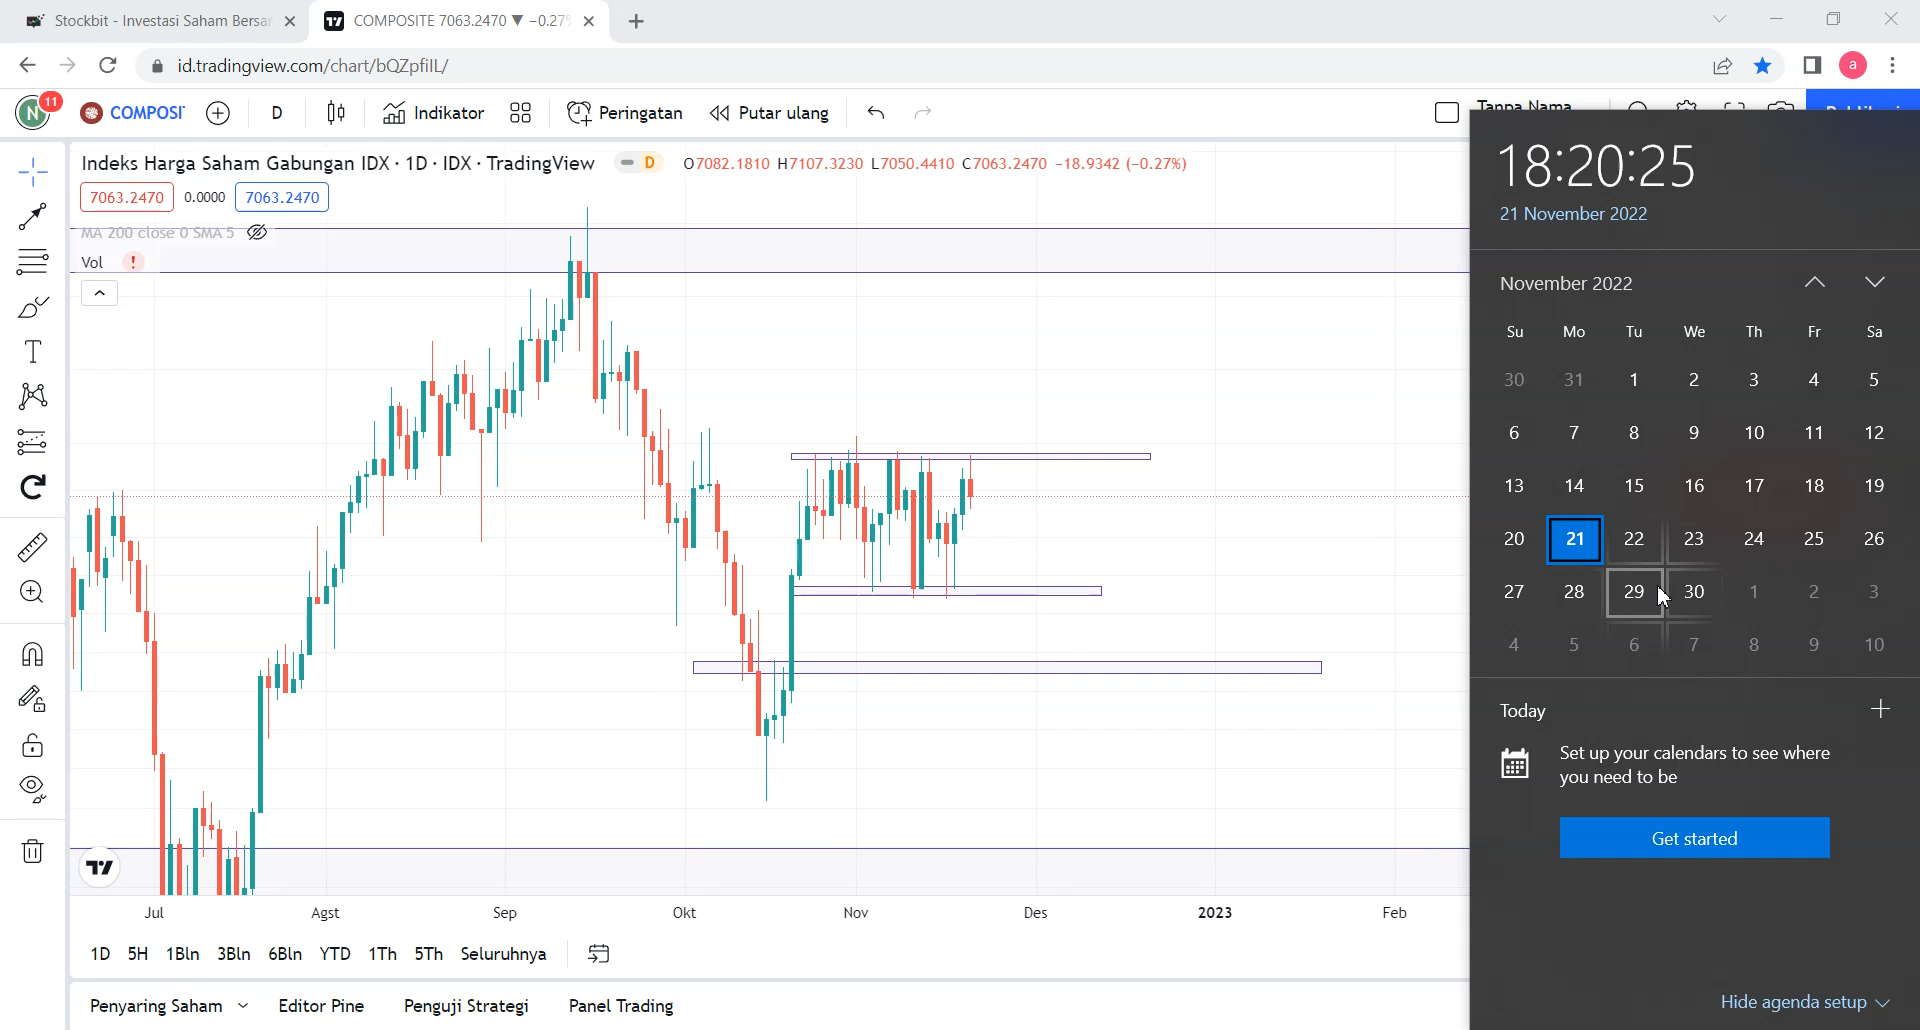 Stockbit - Investasi Saham Bersa
COMPOSITE 7063.2470 ▼ −0.27%
id.tradingview.com/chart/bQZpfilL/
a
N
11
COMPOSI
D
Indikator
Peringatan
Putar ulang
Tanpa Nama
Indeks Harga Saham Gabungan IDX · 1D · IDX · TradingView
D
O7082.1810 H7107.3230 L7050.4410 C7063.2470 −18.9342 (−0.27%)
7063.2470
0.0000
7063.2470
MA 200 close 0 SMA 5
Vol
!
Jul
Agst
Sep
Okt
Nov
Des
2023
Feb
1D 5H 1Bln 3Bln 6Bln YTD 1Th 5Th Seluruhnya
Penyaring Saham
Editor Pine
Penguji Strategi
Panel Trading
18:20:25
21 November 2022
November 2022
Su Mo Tu We Th Fr Sa
30 31 1 2 3 4 5
6 7 8 9 10 11 12
13 14 15 16 17 18 19
20 21 22 23 24 25 26
27 28 29 30 1 2 3
4 5 6 7 8 9 10
Today
Set up your calendars to see where
you need to be
Get started
Hide agenda setup